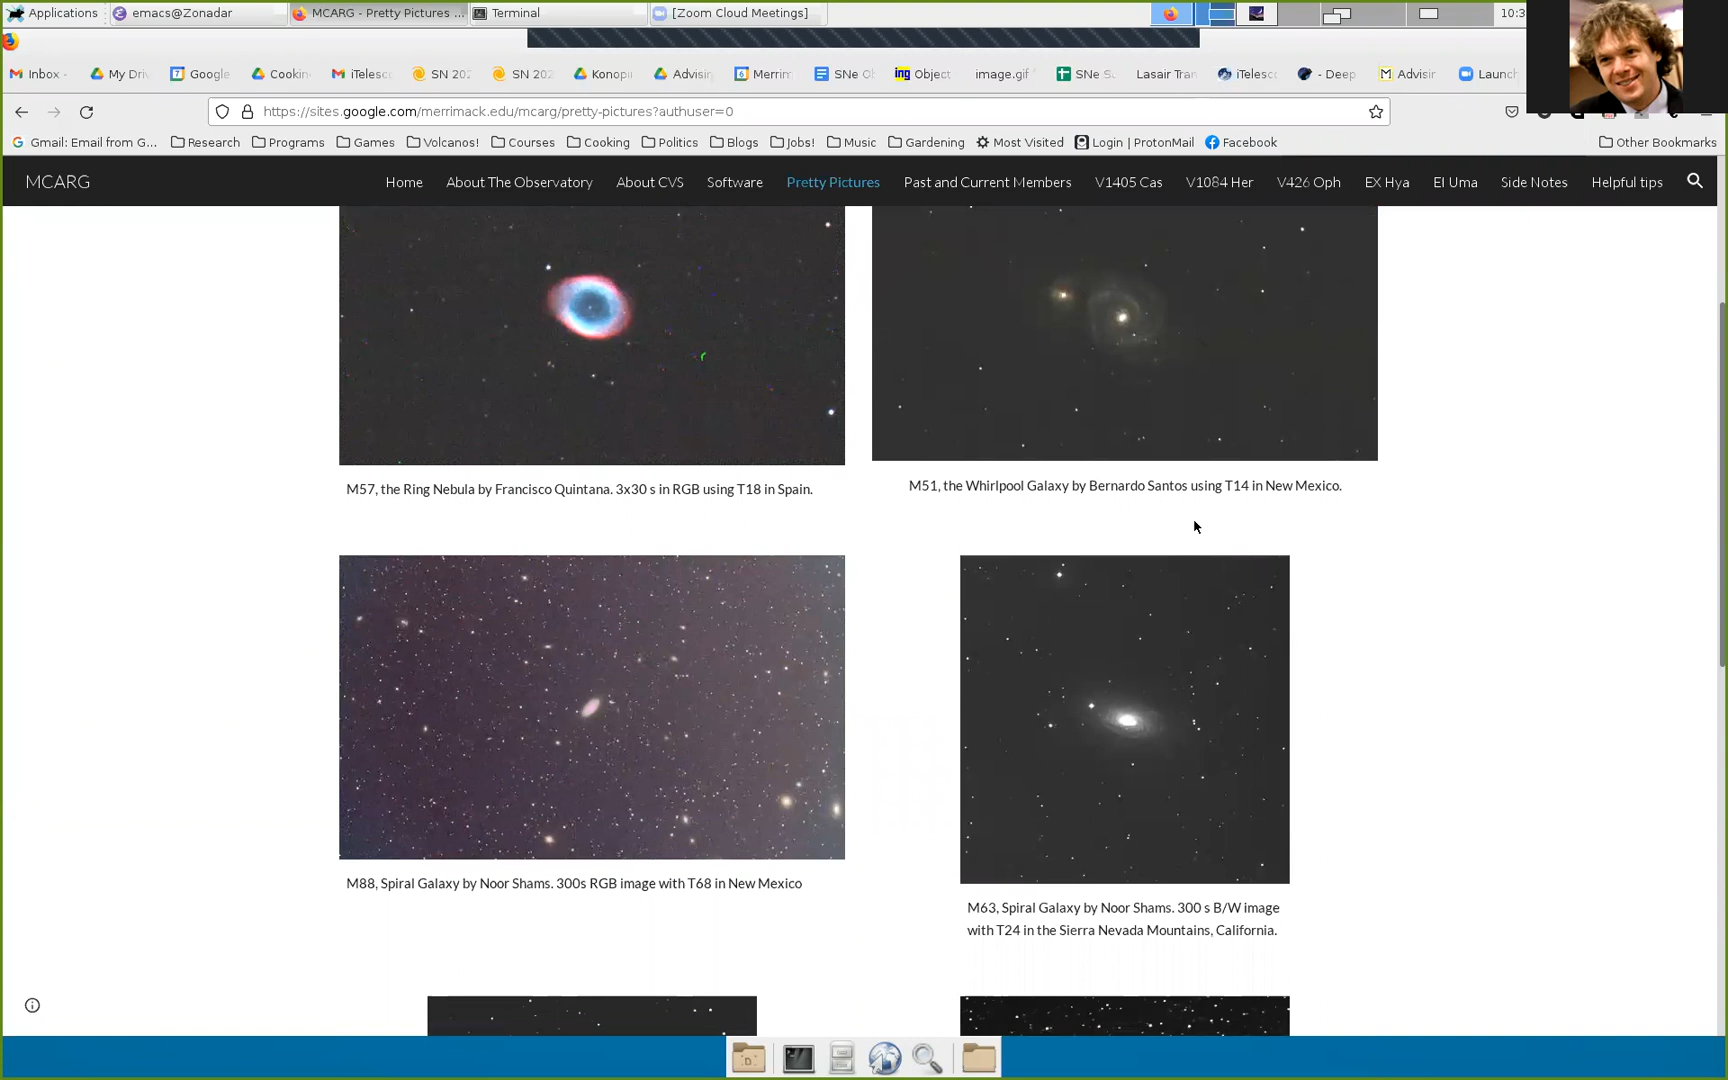 Applications emacs@Zonadar MCARG - Pretty Pictures ... Terminal [Zoom Cloud Meetings] 10:3
Inbox - My Dri Google Cookin iTelesc SN 202 SN 202 Konopi Advisin Merrim SNe O Object image.gif SNe S Lasair Tran iTelesc - Deep Advisir Launch
https://sites.google.com/merrimack.edu/mcarg/pretty-pictures?authuser=0
Gmail: Email from G... Research Programs Games Volcanos! Courses Cooking Politics Blogs Jobs! Music Gardening Most Visited Login | ProtonMail Facebook Other Bookmarks
MCARG Home About The Observatory About CVS Software Pretty Pictures Past and Current Members V1405 Cas V1084 Her V426 Oph EX Hya EI Uma Side Notes Helpful tips
M57, the Ring Nebula by Francisco Quintana. 3x30 s in RGB using T18 in Spain.
M51, the Whirlpool Galaxy by Bernardo Santos using T14 in New Mexico.
M88, Spiral Galaxy by Noor Shams. 300s RGB image with T68 in New Mexico
M63, Spiral Galaxy by Noor Shams. 300 s B/W image
with T24 in the Sierra Nevada Mountains, California.